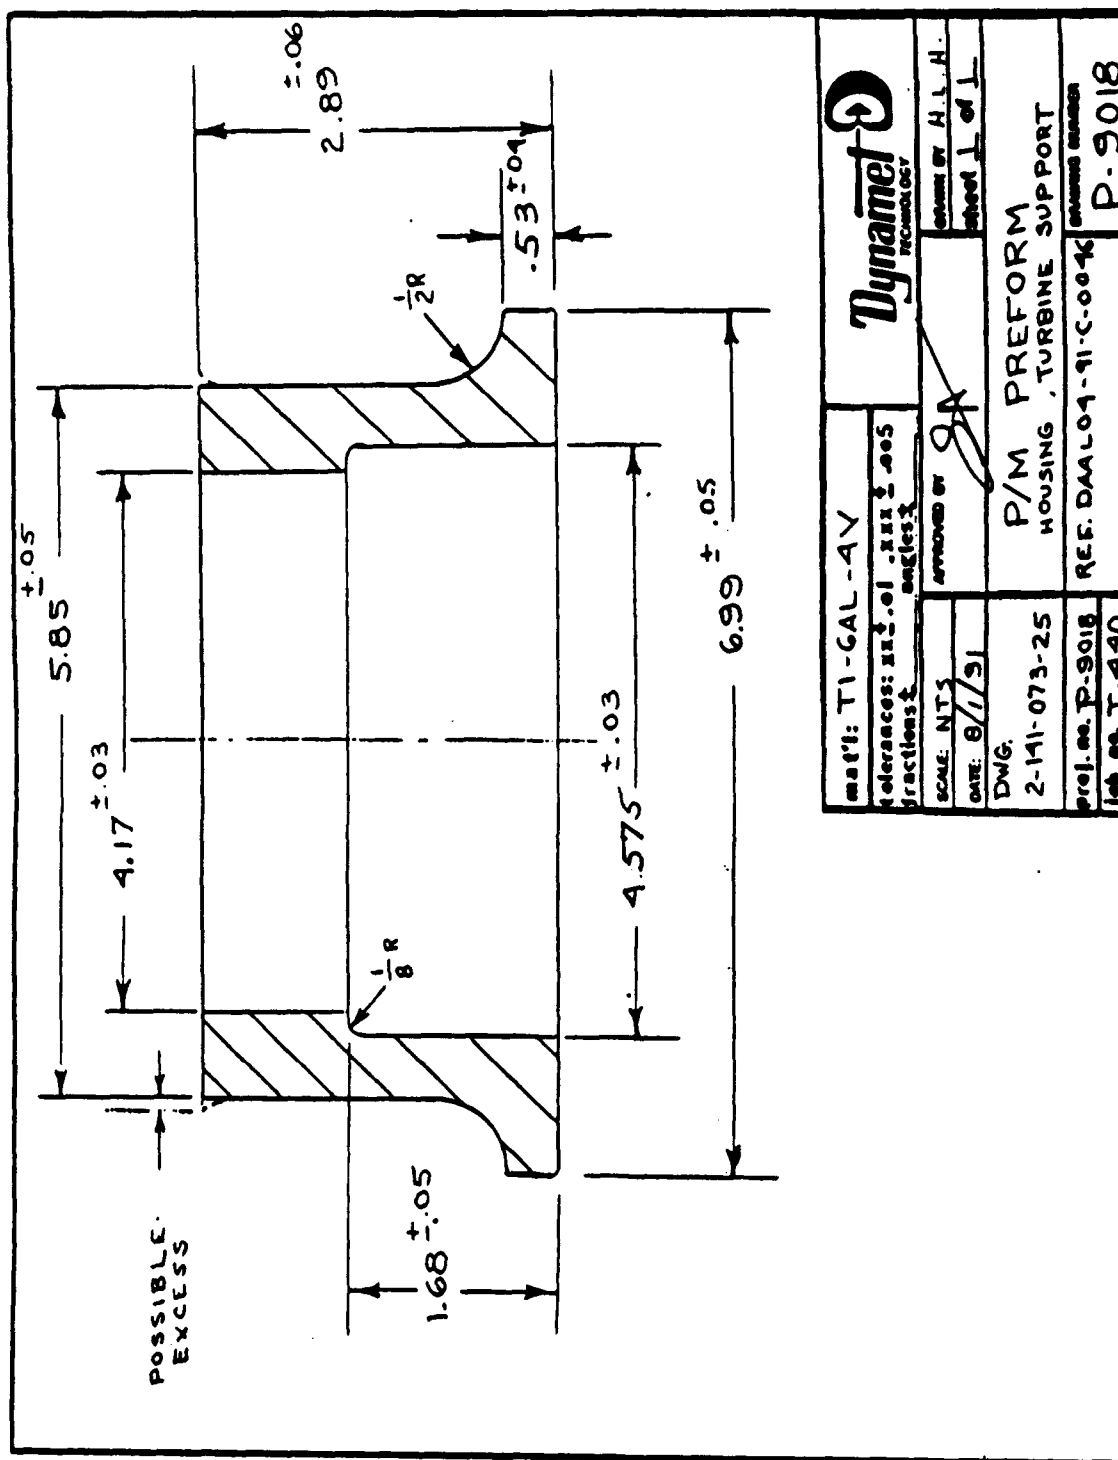 ±.05
5.85
4.17 ±.03
POSSIBLE
EXCESS
1/8 R
1/2 R
±.06
2.89
.53 ±.04
1.68 ±.05
4.575 ±.03
6.99 ±.05
mat'l: TI-6AL-4V
tolerances: xx±.01 .xxx±.005
fractions± angles±
Dynamet
TECHNOLOGY
SCALE: NTS
DATE: 8/1/91
APPROVED BY
DRAWN BY H.L.H.
sheet 1 of 1
DWG.
2-141-073-25
P/M PREFORM
HOUSING, TURBINE SUPPORT
proj. no. P-9018
REF. DAAL04-91-C-0046
DRAWING NUMBER
P-9018
job no. T-440